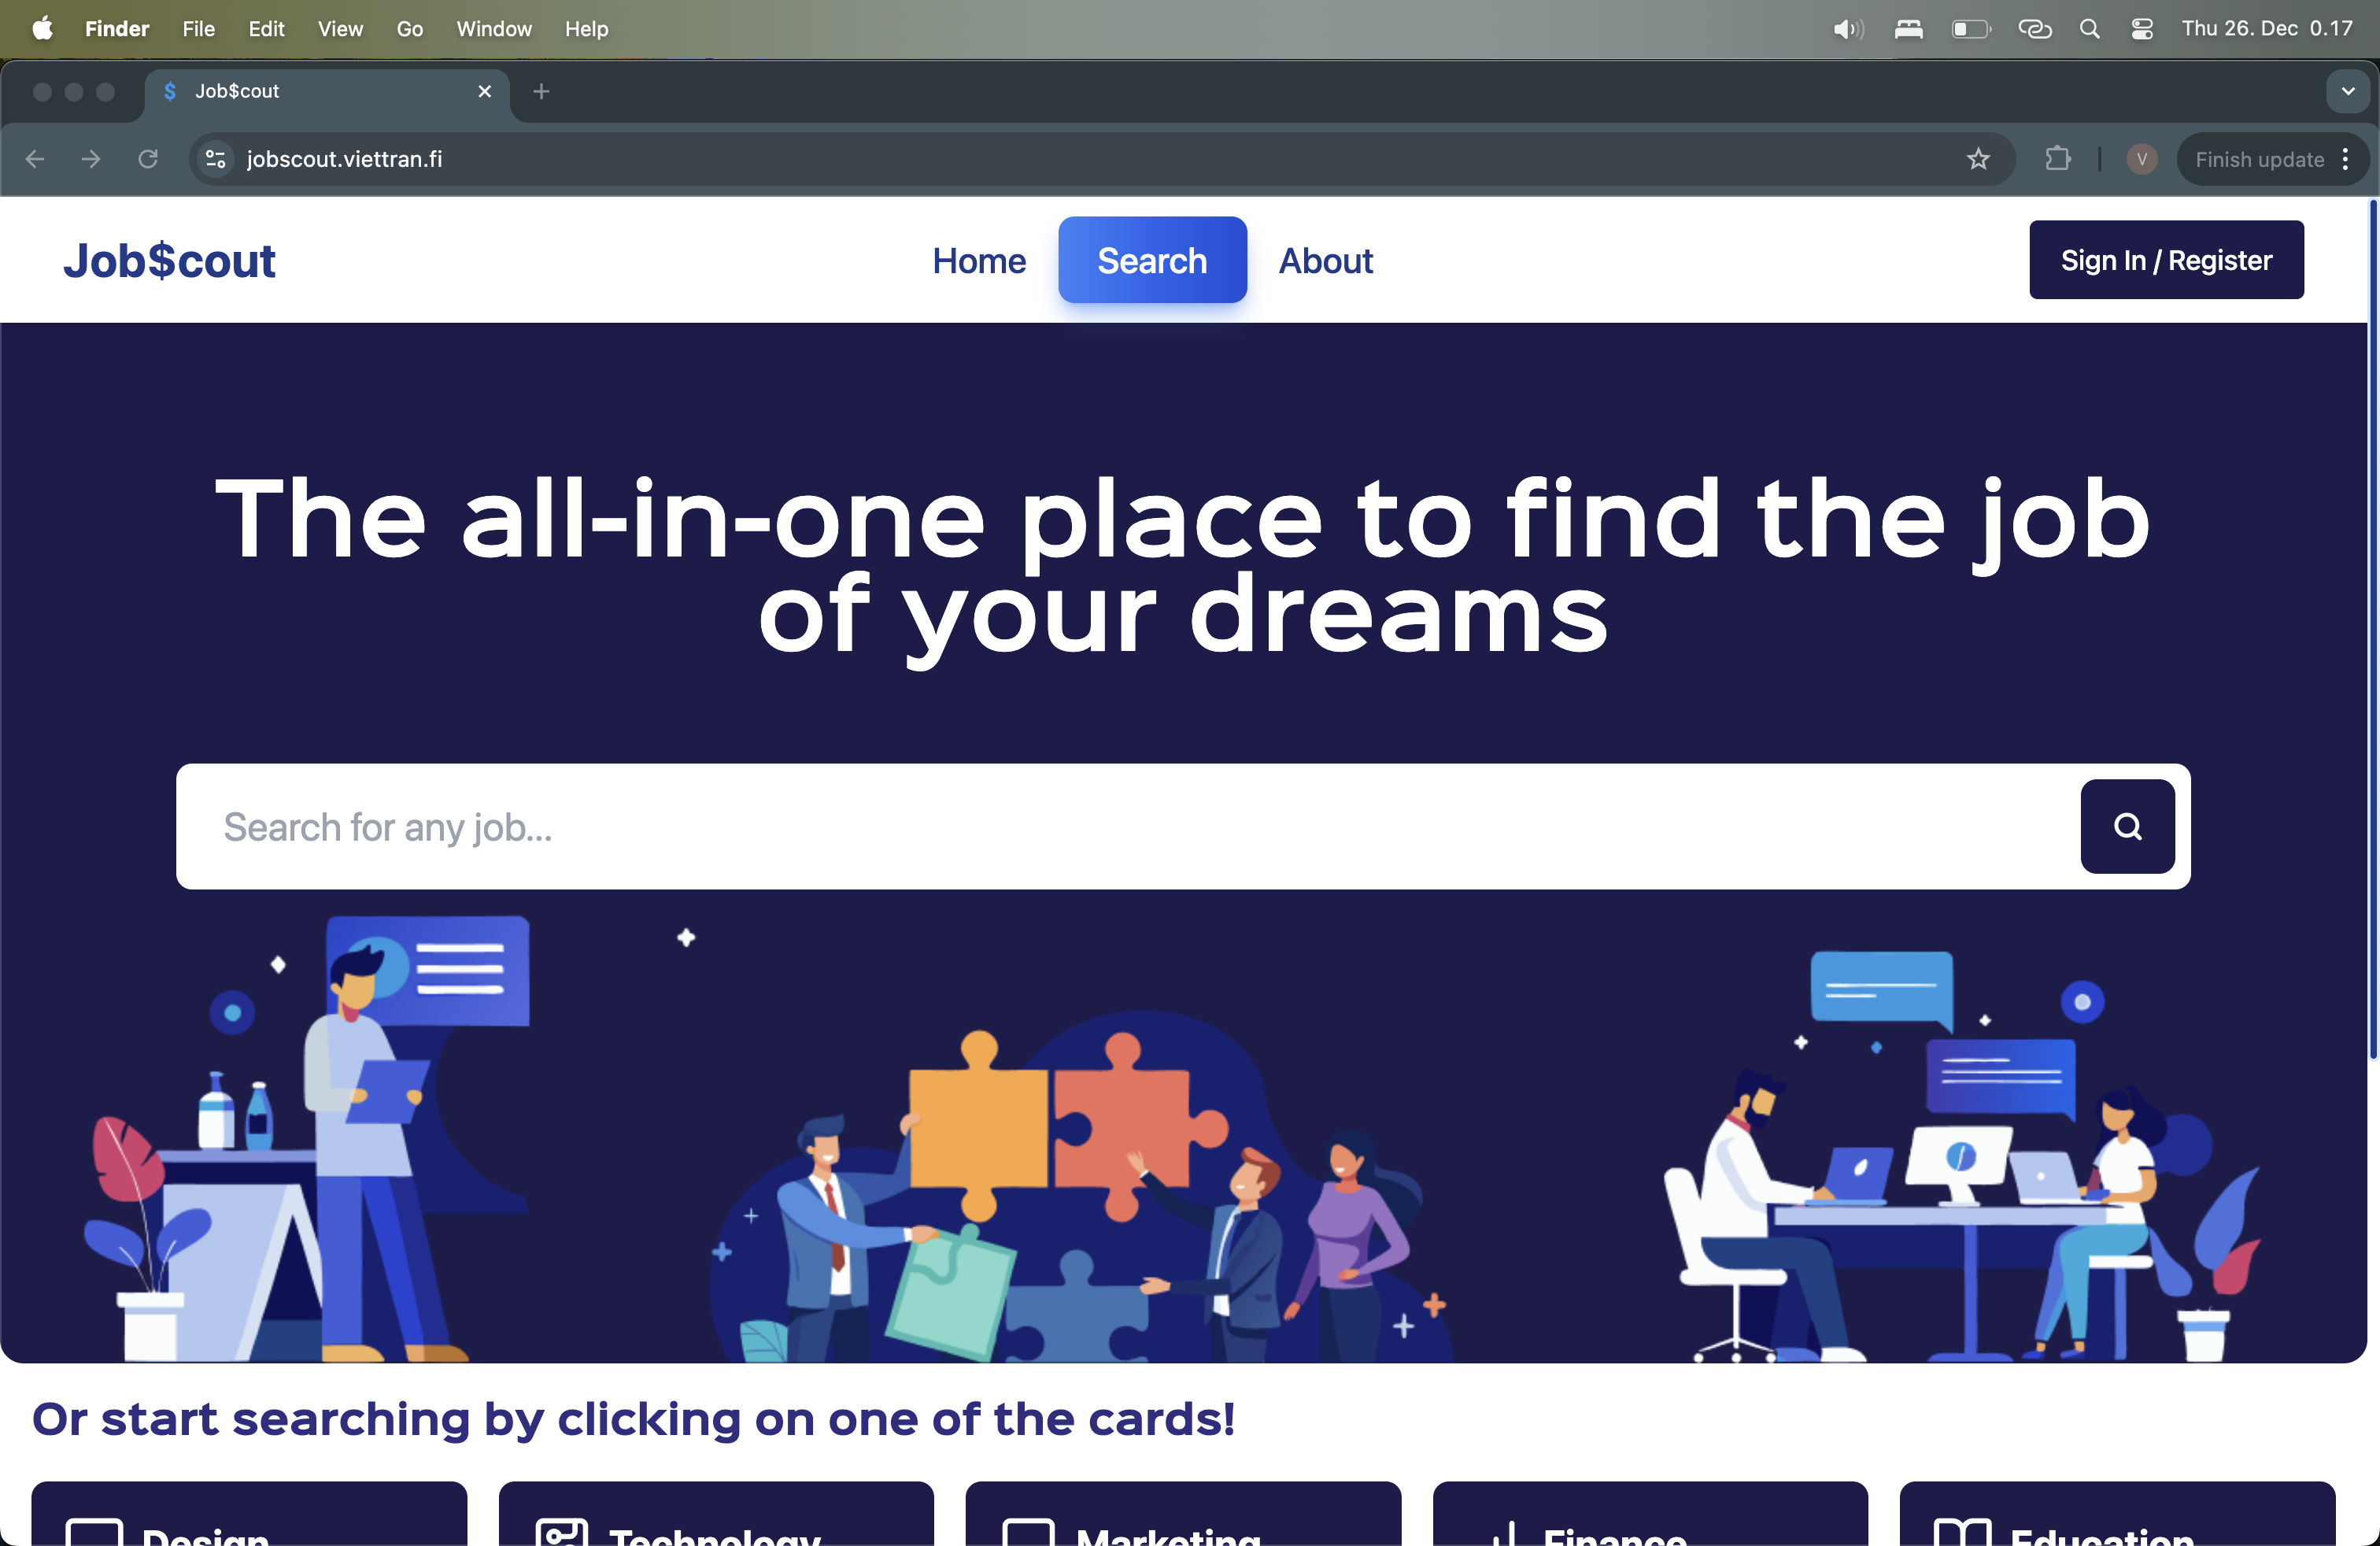 Finder File Edit View Go Window Help Thu 26. Dec 0.17
$ Job$cout
jobscout.viettran.fi V Finish update
Job$cout Home Search About Sign In / Register
The all-in-one place to find the job
of your dreams
Search for any job...
Or start searching by clicking on one of the cards!
Design Technology Marketing Finance Education